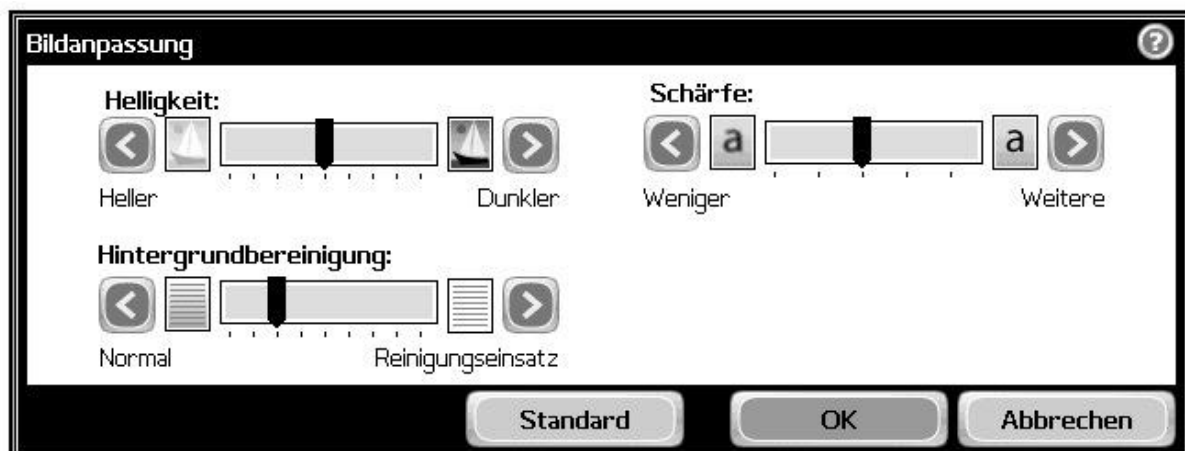 Bildanpassung
?
Helligkeit:
Heller
Dunkler
Schärfe:
a
a
Weniger
Weitere
Hintergrundbereinigung:
Normal
Reinigungseinsatz
Standard
OK
Abbrechen